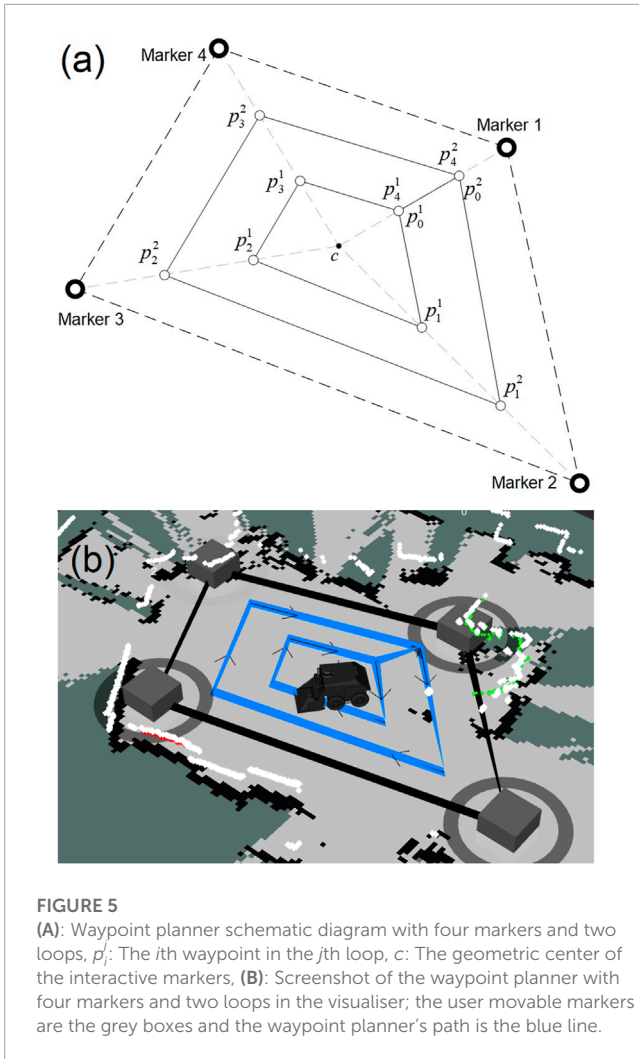 (a)
Marker 4
Marker 1
p_3^2
p_4^2
p_0^2
p_3^1
p_4^1
p_0^1
p_2^1
c
p_2^2
Marker 3
p_1^1
p_1^2
Marker 2
(b)
FIGURE 5
(A): Waypoint planner schematic diagram with four markers and two
loops, p_i^j: The ith waypoint in the jth loop, c: The geometric center of
the interactive markers, (B): Screenshot of the waypoint planner with
four markers and two loops in the visualiser; the user movable markers
are the grey boxes and the waypoint planner’s path is the blue line.